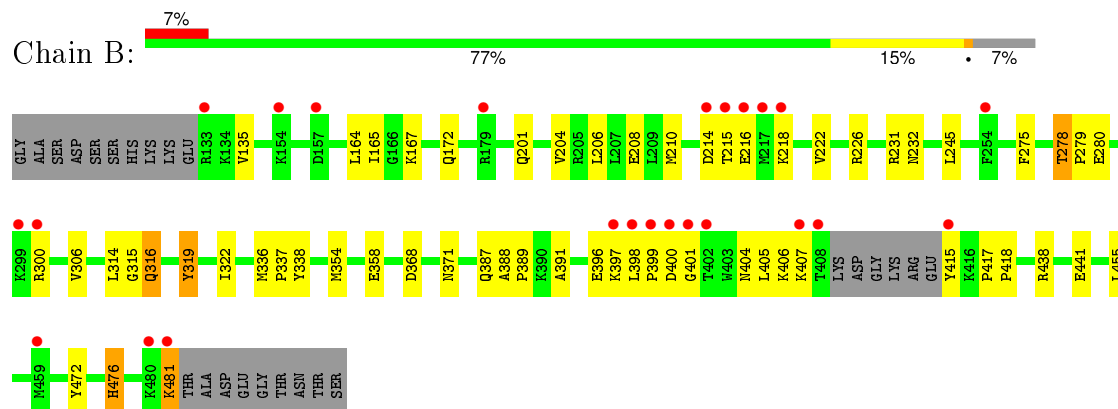 7%
Chain B:
77% 15% • 7%
GLY ALA SER ASP SER SER HIS LYS LYS GLU R133 K134 V135 K154 D157 L164 I165 G166 K167 Q172 R179 Q201 V204 R205 L206 L207 E208 L209 M210 D214 T215 E216 M217 K218 V222 R226 R231 N232 L245 F254 F275 T278 P279 E280
K299 R300 V306 L314 G315 Q316 Y319 I322 M336 P337 Y338 M354 E358 D368 N371 Q387 A388 P389 K390 A391 E396 K397 L398 P399 D400 G401 T402 W403 N404 L405 K406 K407 T408 LYS ASP GLY LYS ARG GLU Y415 K416 P417 P418 R438 E441 L455
M459 Y472 H476 K480 K481 THR ALA ASP GLU GLY THR ASN THR SER